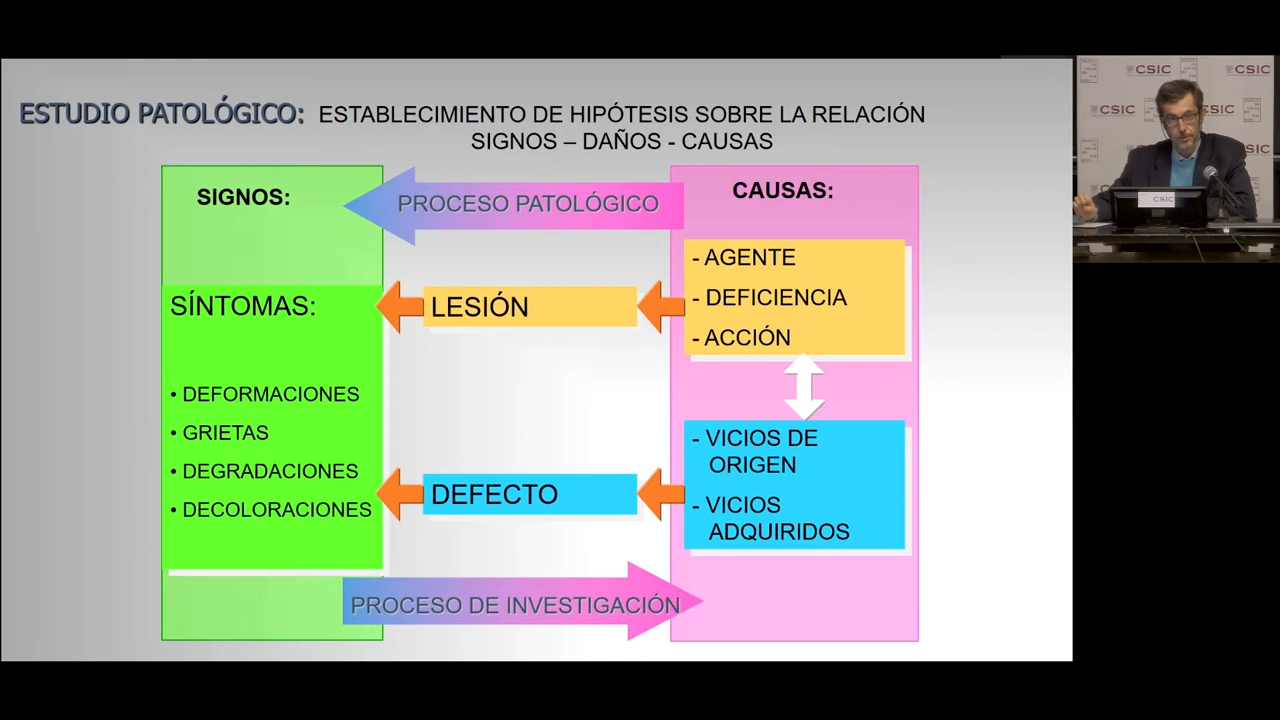 ESTUDIO PATOLÓGICO: ESTABLECIMIENTO DE HIPÓTESIS SOBRE LA RELACIÓN
SIGNOS – DAÑOS - CAUSAS
SIGNOS:
PROCESO PATOLÓGICO
CAUSAS:
SÍNTOMAS:
• DEFORMACIONES
• GRIETAS
• DEGRADACIONES
• DECOLORACIONES
LESIÓN
- AGENTE
- DEFICIENCIA
- ACCIÓN
DEFECTO
- VICIOS DE
ORIGEN
- VICIOS
ADQUIRIDOS
PROCESO DE INVESTIGACIÓN
CSIC
CSIC
CSIC
CSIC
CSIC